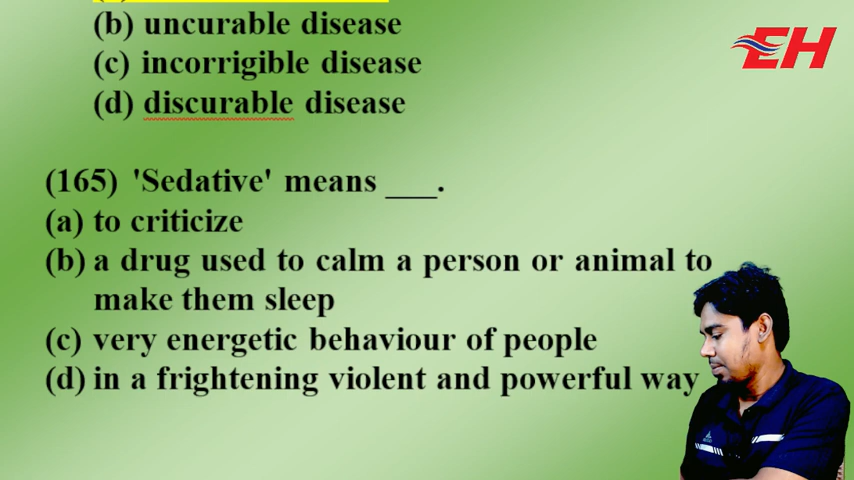 (b) uncurable disease
EH
(c) incorrigible disease
(d) discurable disease
(165) 'Sedative' means ___.
(a) to criticize
(b) a drug used to calm a person or animal to
make them sleep
(c) very energetic behaviour of people
(d) in a frightening violent and powerful way